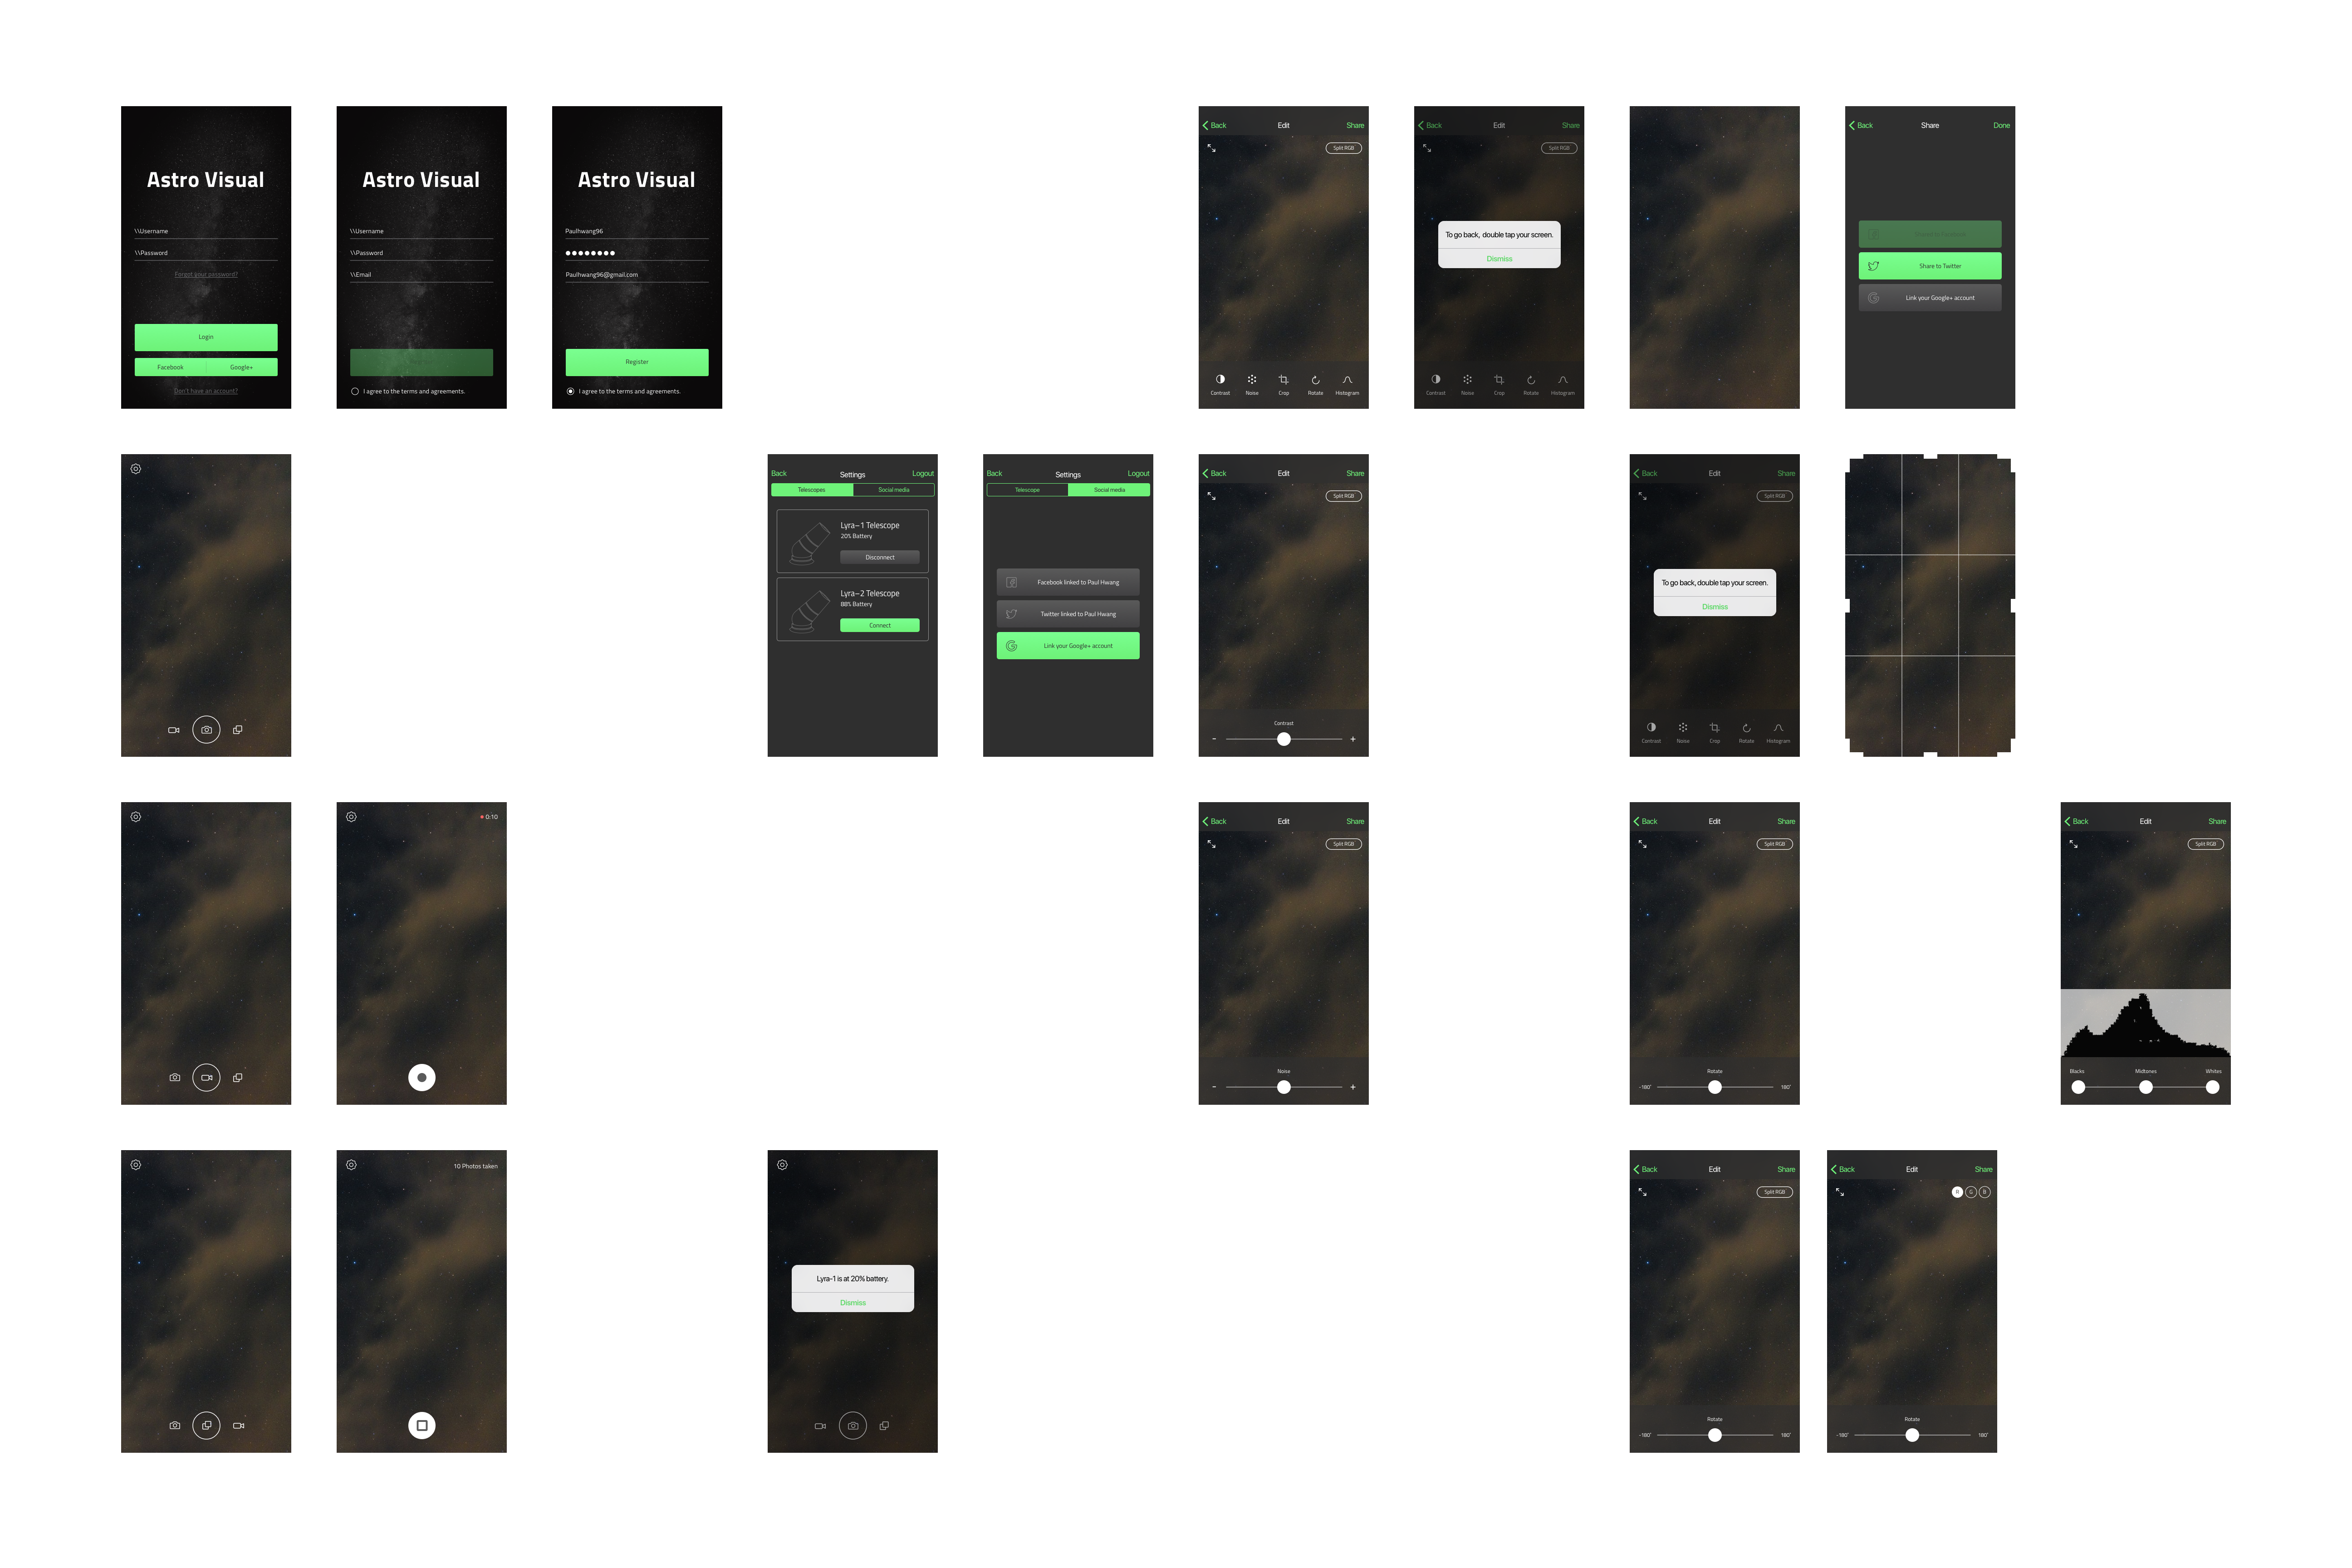 Astro Visual
\\Username
\\Password
Forgot your password?
Login
Facebook
Google+
Don't have an account?
Astro Visual
\\Username
\\Password
\\Email
I agree to the terms and agreements.
Astro Visual
Paulhwang96
Paulhwang96@gmail.com
Register
I agree to the terms and agreements.
Back Edit Share
Split RGB
Contrast Noise Crop Rotate Histogram
Back Edit Share
Split RGB
To go back, double tap your screen.
Dismiss
Contrast Noise Crop Rotate Histogram
Back Share Done
Share to Twitter
Link your Google+ account
Back Settings Logout
Telescopes Social media
Lyra–1 Telescope
20% Battery
Disconnect
Lyra–2 Telescope
88% Battery
Connect
Back Settings Logout
Telescope Social media
Facebook linked to Paul Hwang
Twitter linked to Paul Hwang
Link your Google+ account
Back Edit Share
Split RGB
Contrast
- +
Back Edit Share
Split RGB
To go back, double tap your screen.
Dismiss
Contrast Noise Crop Rotate Histogram
0:10
Back Edit Share
Split RGB
Noise
- +
Back Edit Share
Split RGB
Rotate
-180° 180°
Back Edit Share
Split RGB
Blacks Midtones Whites
10 Photos taken
Lyra-1 is at 20% battery.
Dismiss
Back Edit Share
Split RGB
Rotate
-180° 180°
Back Edit Share
R G B
Rotate
-180° 180°